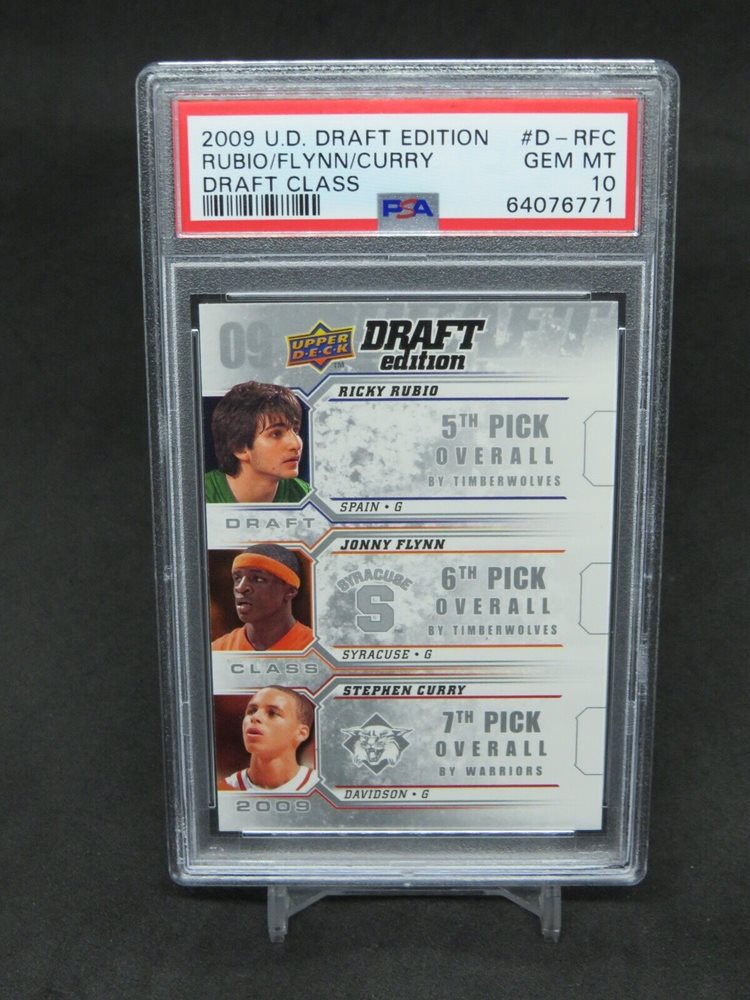 2009 U.D. DRAFT EDITION #D-RFC
RUBIO/FLYNN/CURRY GEM MT
DRAFT CLASS 10
PSA 64076771
09 UPPER DECK TM DRAFT edition
RICKY RUBIO
5TH PICK
OVERALL
BY TIMBERWOLVES
SPAIN • G
DRAFT
JONNY FLYNN
SYRACUSE
S
6TH PICK
OVERALL
BY TIMBERWOLVES
SYRACUSE • G
CLASS
STEPHEN CURRY
7TH PICK
OVERALL
BY WARRIORS
DAVIDSON • G
2009